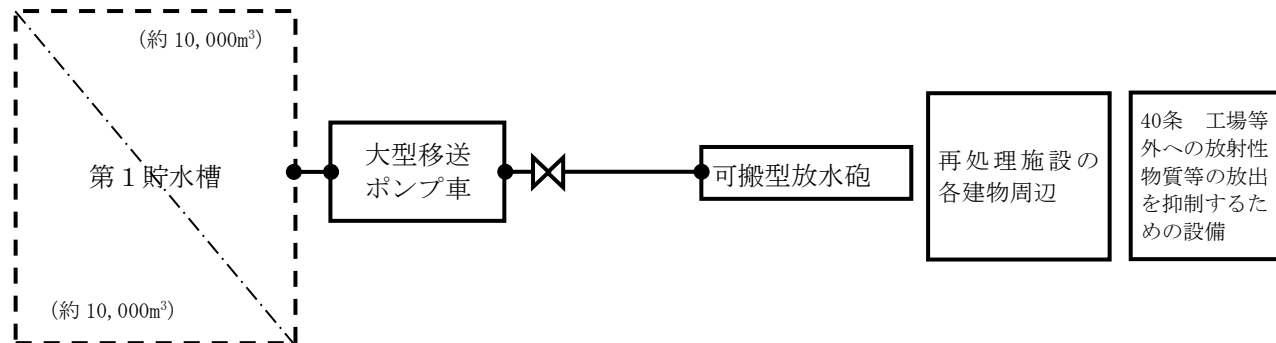 (約 10,000m³)
第１貯水槽
(約 10,000m³)
大型移送
ポンプ車
可搬型放水砲
再処理施設の
各建物周辺
40条　工場等
外への放射性
物質等の放出
を抑制するた
めの設備